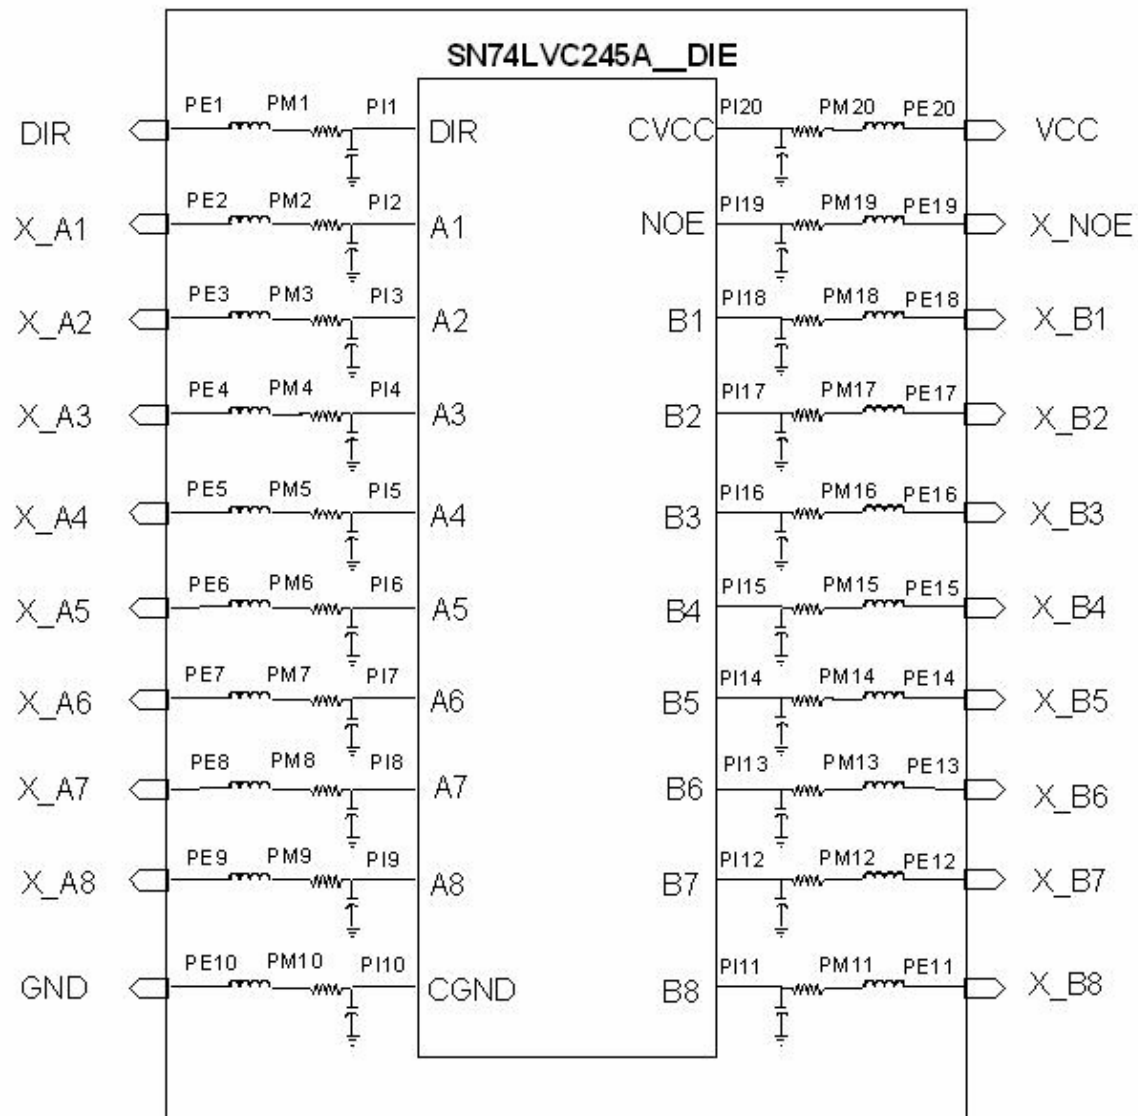 SN74LVC245A__DIE
DIR PE1 PM1 PI1 DIR CVCC PI20 PM20 PE20 VCC
X_A1 PE2 PM2 PI2 A1 NOE PI19 PM19 PE19 X_NOE
X_A2 PE3 PM3 PI3 A2 B1 PI18 PM18 PE18 X_B1
X_A3 PE4 PM4 PI4 A3 B2 PI17 PM17 PE17 X_B2
X_A4 PE5 PM5 PI5 A4 B3 PI16 PM16 PE16 X_B3
X_A5 PE6 PM6 PI6 A5 B4 PI15 PM15 PE15 X_B4
X_A6 PE7 PM7 PI7 A6 B5 PI14 PM14 PE14 X_B5
X_A7 PE8 PM8 PI8 A7 B6 PI13 PM13 PE13 X_B6
X_A8 PE9 PM9 PI9 A8 B7 PI12 PM12 PE12 X_B7
GND PE10 PM10 PI10 CGND B8 PI11 PM11 PE11 X_B8